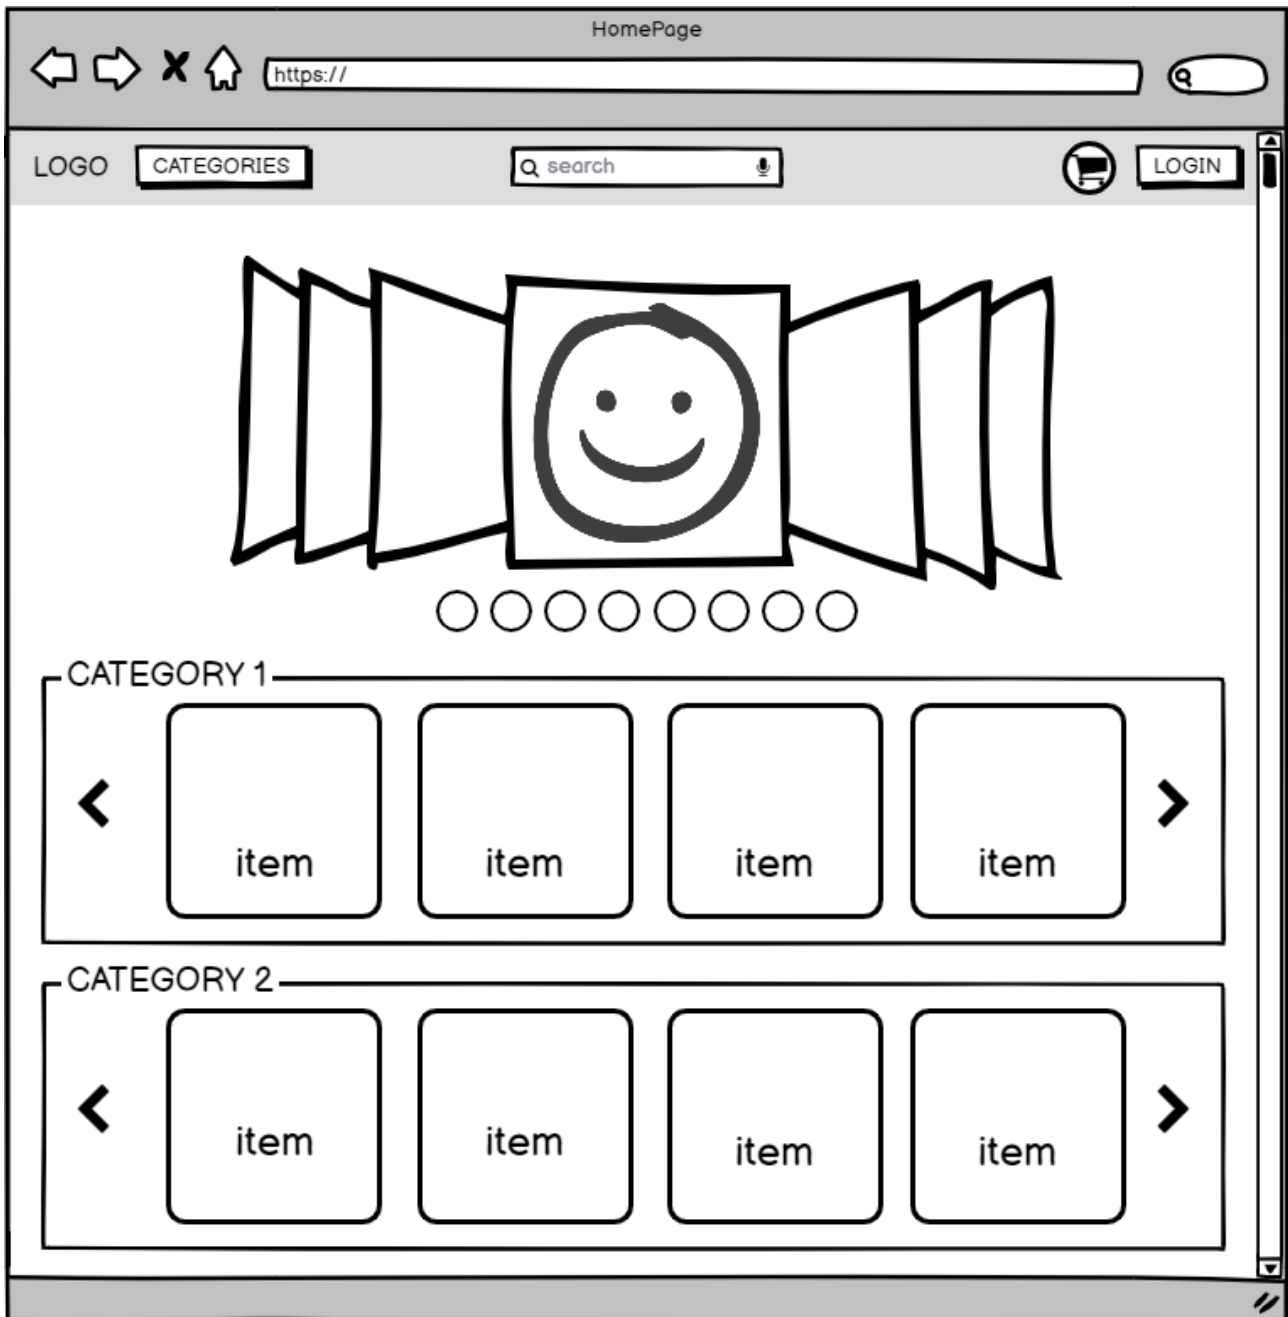 HomePage
https://
LOGO
CATEGORIES
search
LOGIN
CATEGORY 1
item item item item
CATEGORY 2
item item item item